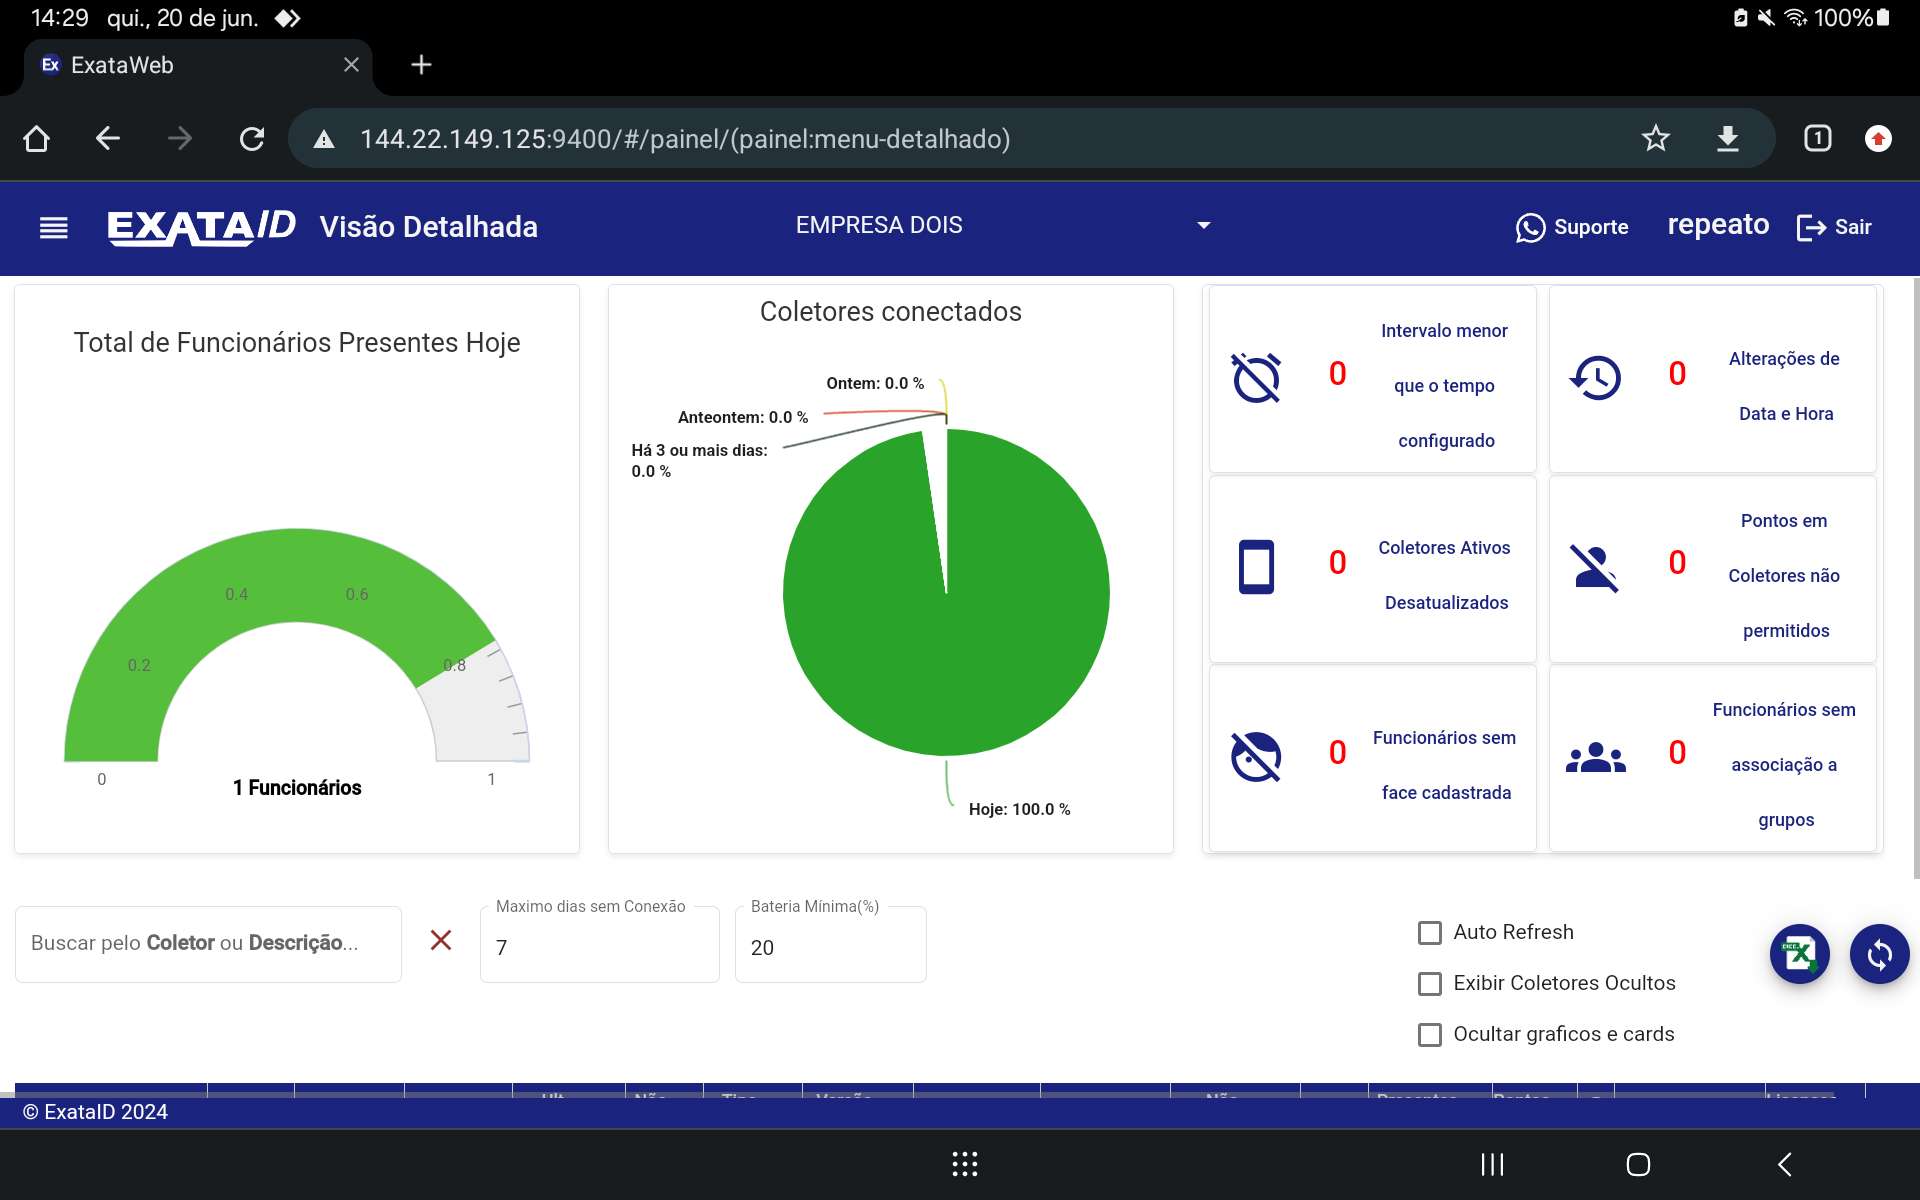 14:29 qui., 20 de jun.
100%
Ex ExataWeb
144.22.149.125:9400/#/painel/(painel:menu-detalhado)
1
EXATAID Visão Detalhada
EMPRESA DOIS
Suporte
repeato
Sair
Total de Funcionários Presentes Hoje
0.4
0.6
0.2
0.8
0
1
1 Funcionários
Coletores conectados
Ontem: 0.0 %
Anteontem: 0.0 %
Há 3 ou mais dias:
0.0 %
Hoje: 100.0 %
0
Intervalo menor
que o tempo
configurado
0
Alterações de
Data e Hora
0
Coletores Ativos
Desatualizados
0
Pontos em
Coletores não
permitidos
0
Funcionários sem
face cadastrada
0
Funcionários sem
associação a
grupos
Buscar pelo Coletor ou Descrição...
Maximo dias sem Conexão
7
Bateria Mínima(%)
20
Auto Refresh
Exibir Coletores Ocultos
Ocultar graficos e cards
© ExataID 2024